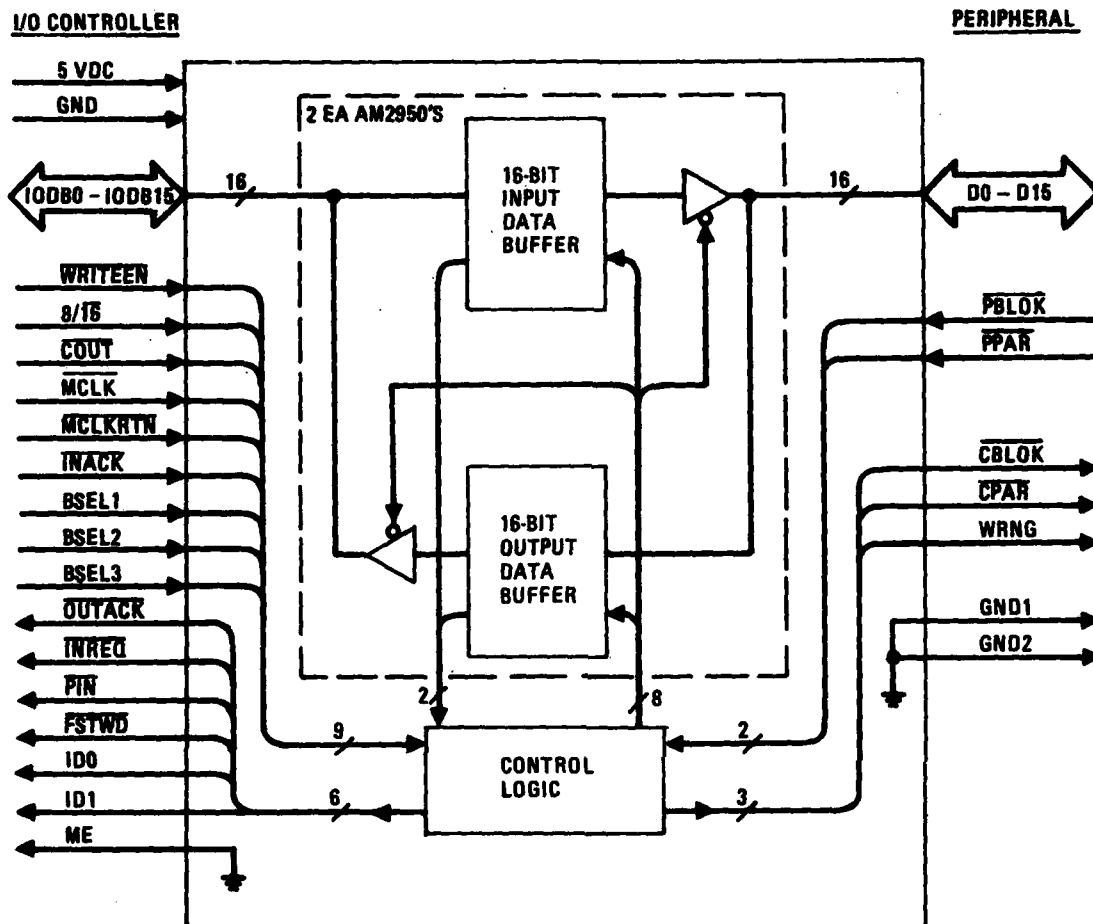 I/O CONTROLLER
PERIPHERAL
5 VDC
GND
2 EA AM2950'S
IODB0 – IODB15
16
16-BIT
INPUT
DATA
BUFFER
16
D0 – D15
WRITEEN
8/16
COUT
MCLK
MCLKRTN
INACK
BSEL1
BSEL2
BSEL3
OUTACK
INREQ
PIN
FSTWD
ID0
ID1
ME
PBLOK
PPAR
CBLOK
CPAR
WRNG
GND1
GND2
16-BIT
OUTPUT
DATA
BUFFER
2
8
9
2
CONTROL
LOGIC
6
3